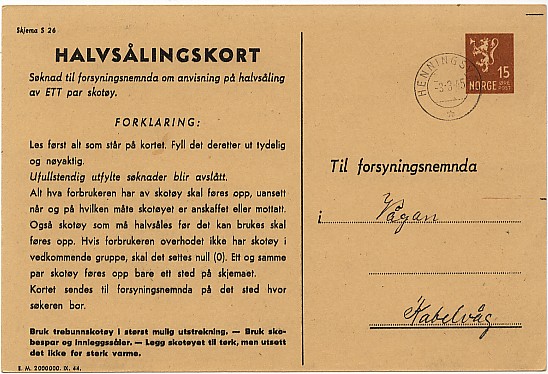 Skjema S 26
HALVSÅLINGSKORT
Søknad til forsyningsnemnda om anvisning på halvsåling
av ETT par skotøy.
FORKLARING:
Les først alt som står på kortet. Fyll det deretter ut tydelig
og nøyaktig.
Ufullstendig utfylte søknader blir avslått.
Alt hva forbrukeren har av skotøy skal føres opp, uansett
når og på hvilken måte skotøyet er anskaffet eller mottatt.
Også skotøy som må halvsåles før det kan brukes skal
føres opp. Hvis forbrukeren overhodet ikke har skotøy i
vedkommende gruppe, skal det settes null (0). Ett og samme
par skotøy føres opp bare ett sted på skjemaet.
Kortet sendes til forsyningsnemnda på det sted hvor
søkeren bor.
Bruk trebunnskotøy i størst mulig utstrekning. — Bruk sko-
bespar og innleggssåler. — Legg skotøyet til tørk, men utsett
det ikke for sterk varme.
E. M. 2000000. IX. 44.
15
NORGE ØRE POST
Til forsyningsnemnda
i Vågan
Kabelvåg